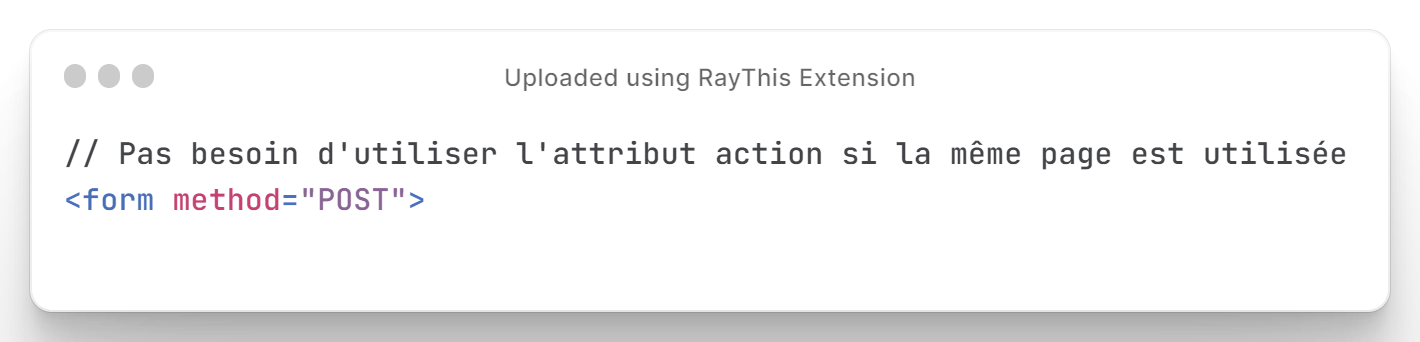 Uploaded using RayThis Extension
// Pas besoin d'utiliser l'attribut action si la même page est utilisée
<form method="POST">